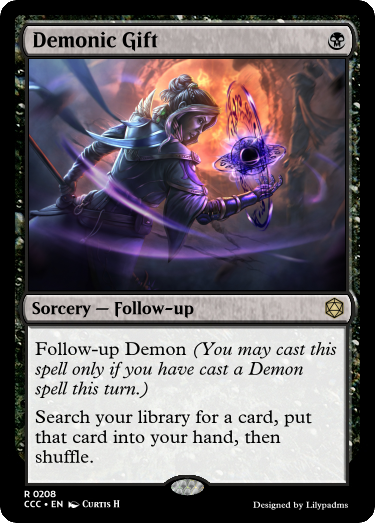 Demonic Gift
Sorcery — Follow-up
Follow-up Demon (You may cast this
spell only if you have cast a Demon
spell this turn.)
Search your library for a card, put
that card into your hand, then
shuffle.
R 0208
CCC • EN Curtis H
Designed by Lilypadms